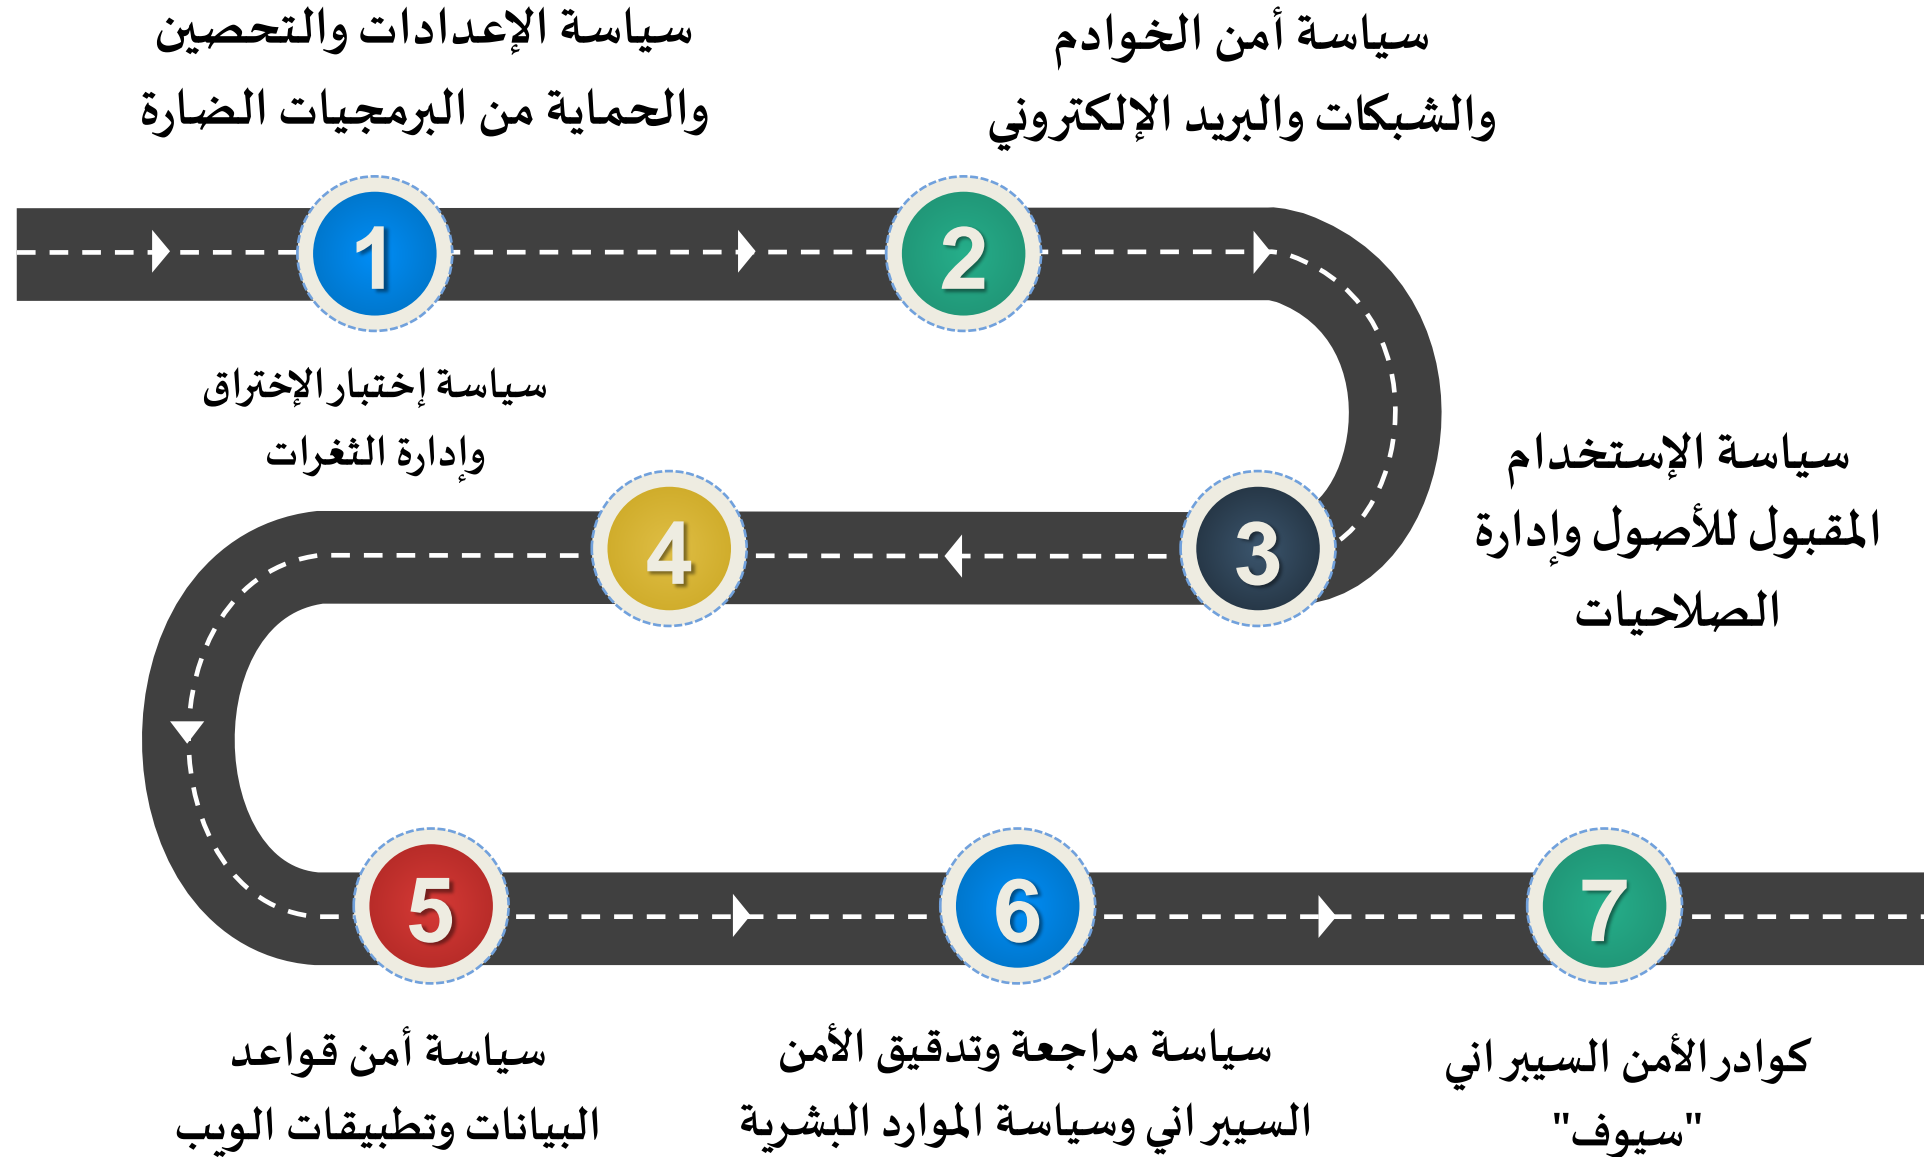 سياسة الإعدادات والتحصين
والحماية من البرمجيات الضارة
1
سياسة أمن الخوادم
والشبكات والبريد الإلكتروني
2
سياسة الإستخدام
المقبول للأصول وإدارة
الصلاحيات
3
سياسة إختبار الإختراق
وإدارة الثغرات
4
5
سياسة أمن قواعد
البيانات وتطبيقات الويب
6
سياسة مراجعة وتدقيق الأمن
السيبراني وسياسة الموارد البشرية
7
كوادر الأمن السيبراني
"سيوف"